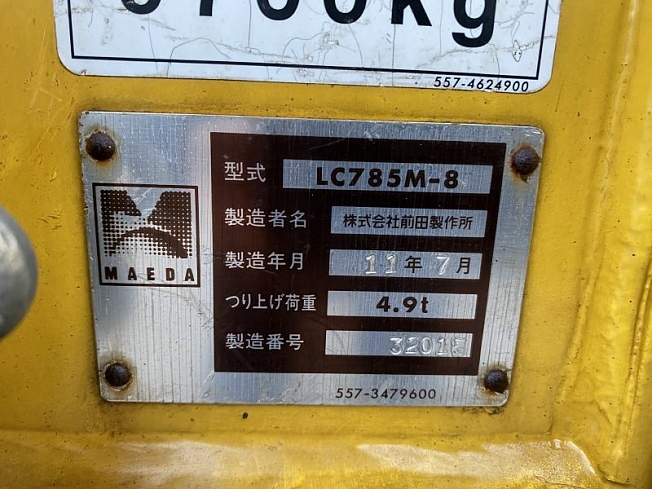 557-4624900
型式 LC785M-8
製造者名 株式会社前田製作所
MAEDA
製造年月 11年7月
つり上げ荷重 4.9t
製造番号
557-3479600